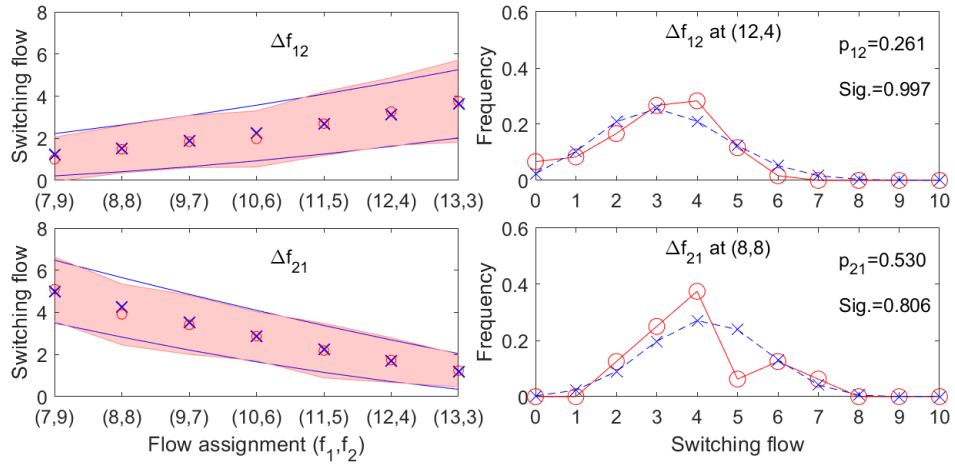 Δf12
Switching flow
8
6
4
2
0
(7,9) (8,8) (9,7) (10,6) (11,5) (12,4) (13,3)
Δf12 at (12,4)
p12=0.261
Sig.=0.997
Frequency
0.6
0.4
0.2
0
0 1 2 3 4 5 6 7 8 9 10
Δf21
Switching flow
8
6
4
2
0
(7,9) (8,8) (9,7) (10,6) (11,5) (12,4) (13,3)
Flow assignment (f1,f2)
Δf21 at (8,8)
p21=0.530
Sig.=0.806
Frequency
0.6
0.4
0.2
0
0 1 2 3 4 5 6 7 8 9 10
Switching flow